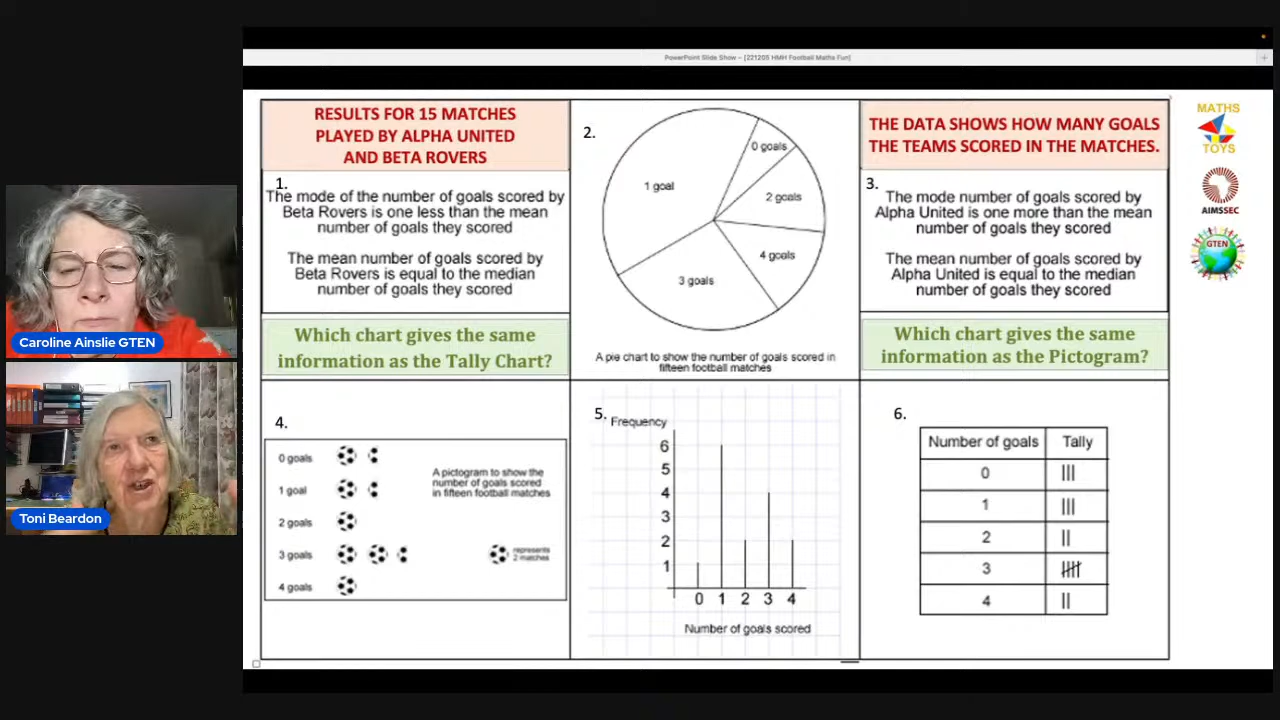 PowerPoint Slide Show – [221205 HMH Football Maths Fun]
RESULTS FOR 15 MATCHES
PLAYED BY ALPHA UNITED
AND BETA ROVERS
1.
The mode of the number of goals scored by
Beta Rovers is one less than the mean
number of goals they scored
The mean number of goals scored by
Beta Rovers is equal to the median
number of goals they scored
Which chart gives the same
information as the Tally Chart?
2.
0 goals
1 goal
2 goals
4 goals
3 goals
A pie chart to show the number of goals scored in
fifteen football matches
THE DATA SHOWS HOW MANY GOALS
THE TEAMS SCORED IN THE MATCHES.
3.
The mode number of goals scored by
Alpha United is one more than the mean
number of goals they scored
The mean number of goals scored by
Alpha United is equal to the median
number of goals they scored
Which chart gives the same
information as the Pictogram?
MATHS
TOYS
AIMSSEC
GTEN
Caroline Ainslie GTEN
Toni Beardon
4.
0 goals
1 goal
2 goals
3 goals
4 goals
A pictogram to show the
number of goals scored
in fifteen football matches
represents
2 matches
5.
Frequency
6
5
4
3
2
1
0 1 2 3 4
Number of goals scored
6.
Number of goals Tally
0 |||
1 |||
2 ||
3 ||||
4 ||